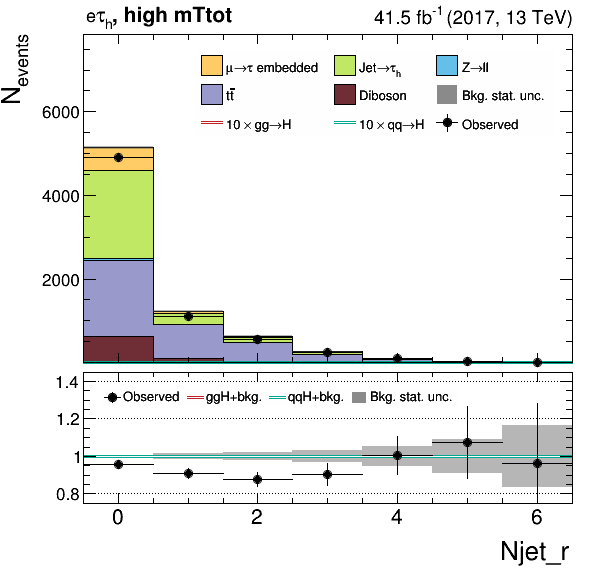 eτh, high mTtot 41.5 fb-1 (2017, 13 TeV)
Nevents
μ→τ embedded Jet→τh Z→ll
tt̄ Diboson Bkg. stat. unc.
10 × gg→H 10 × qq→H Observed
6000
4000
2000
1.4
Observed ggH+bkg. qqH+bkg. Bkg. stat. unc.
1.2
1
0.8
0 2 4 6
Njet_r